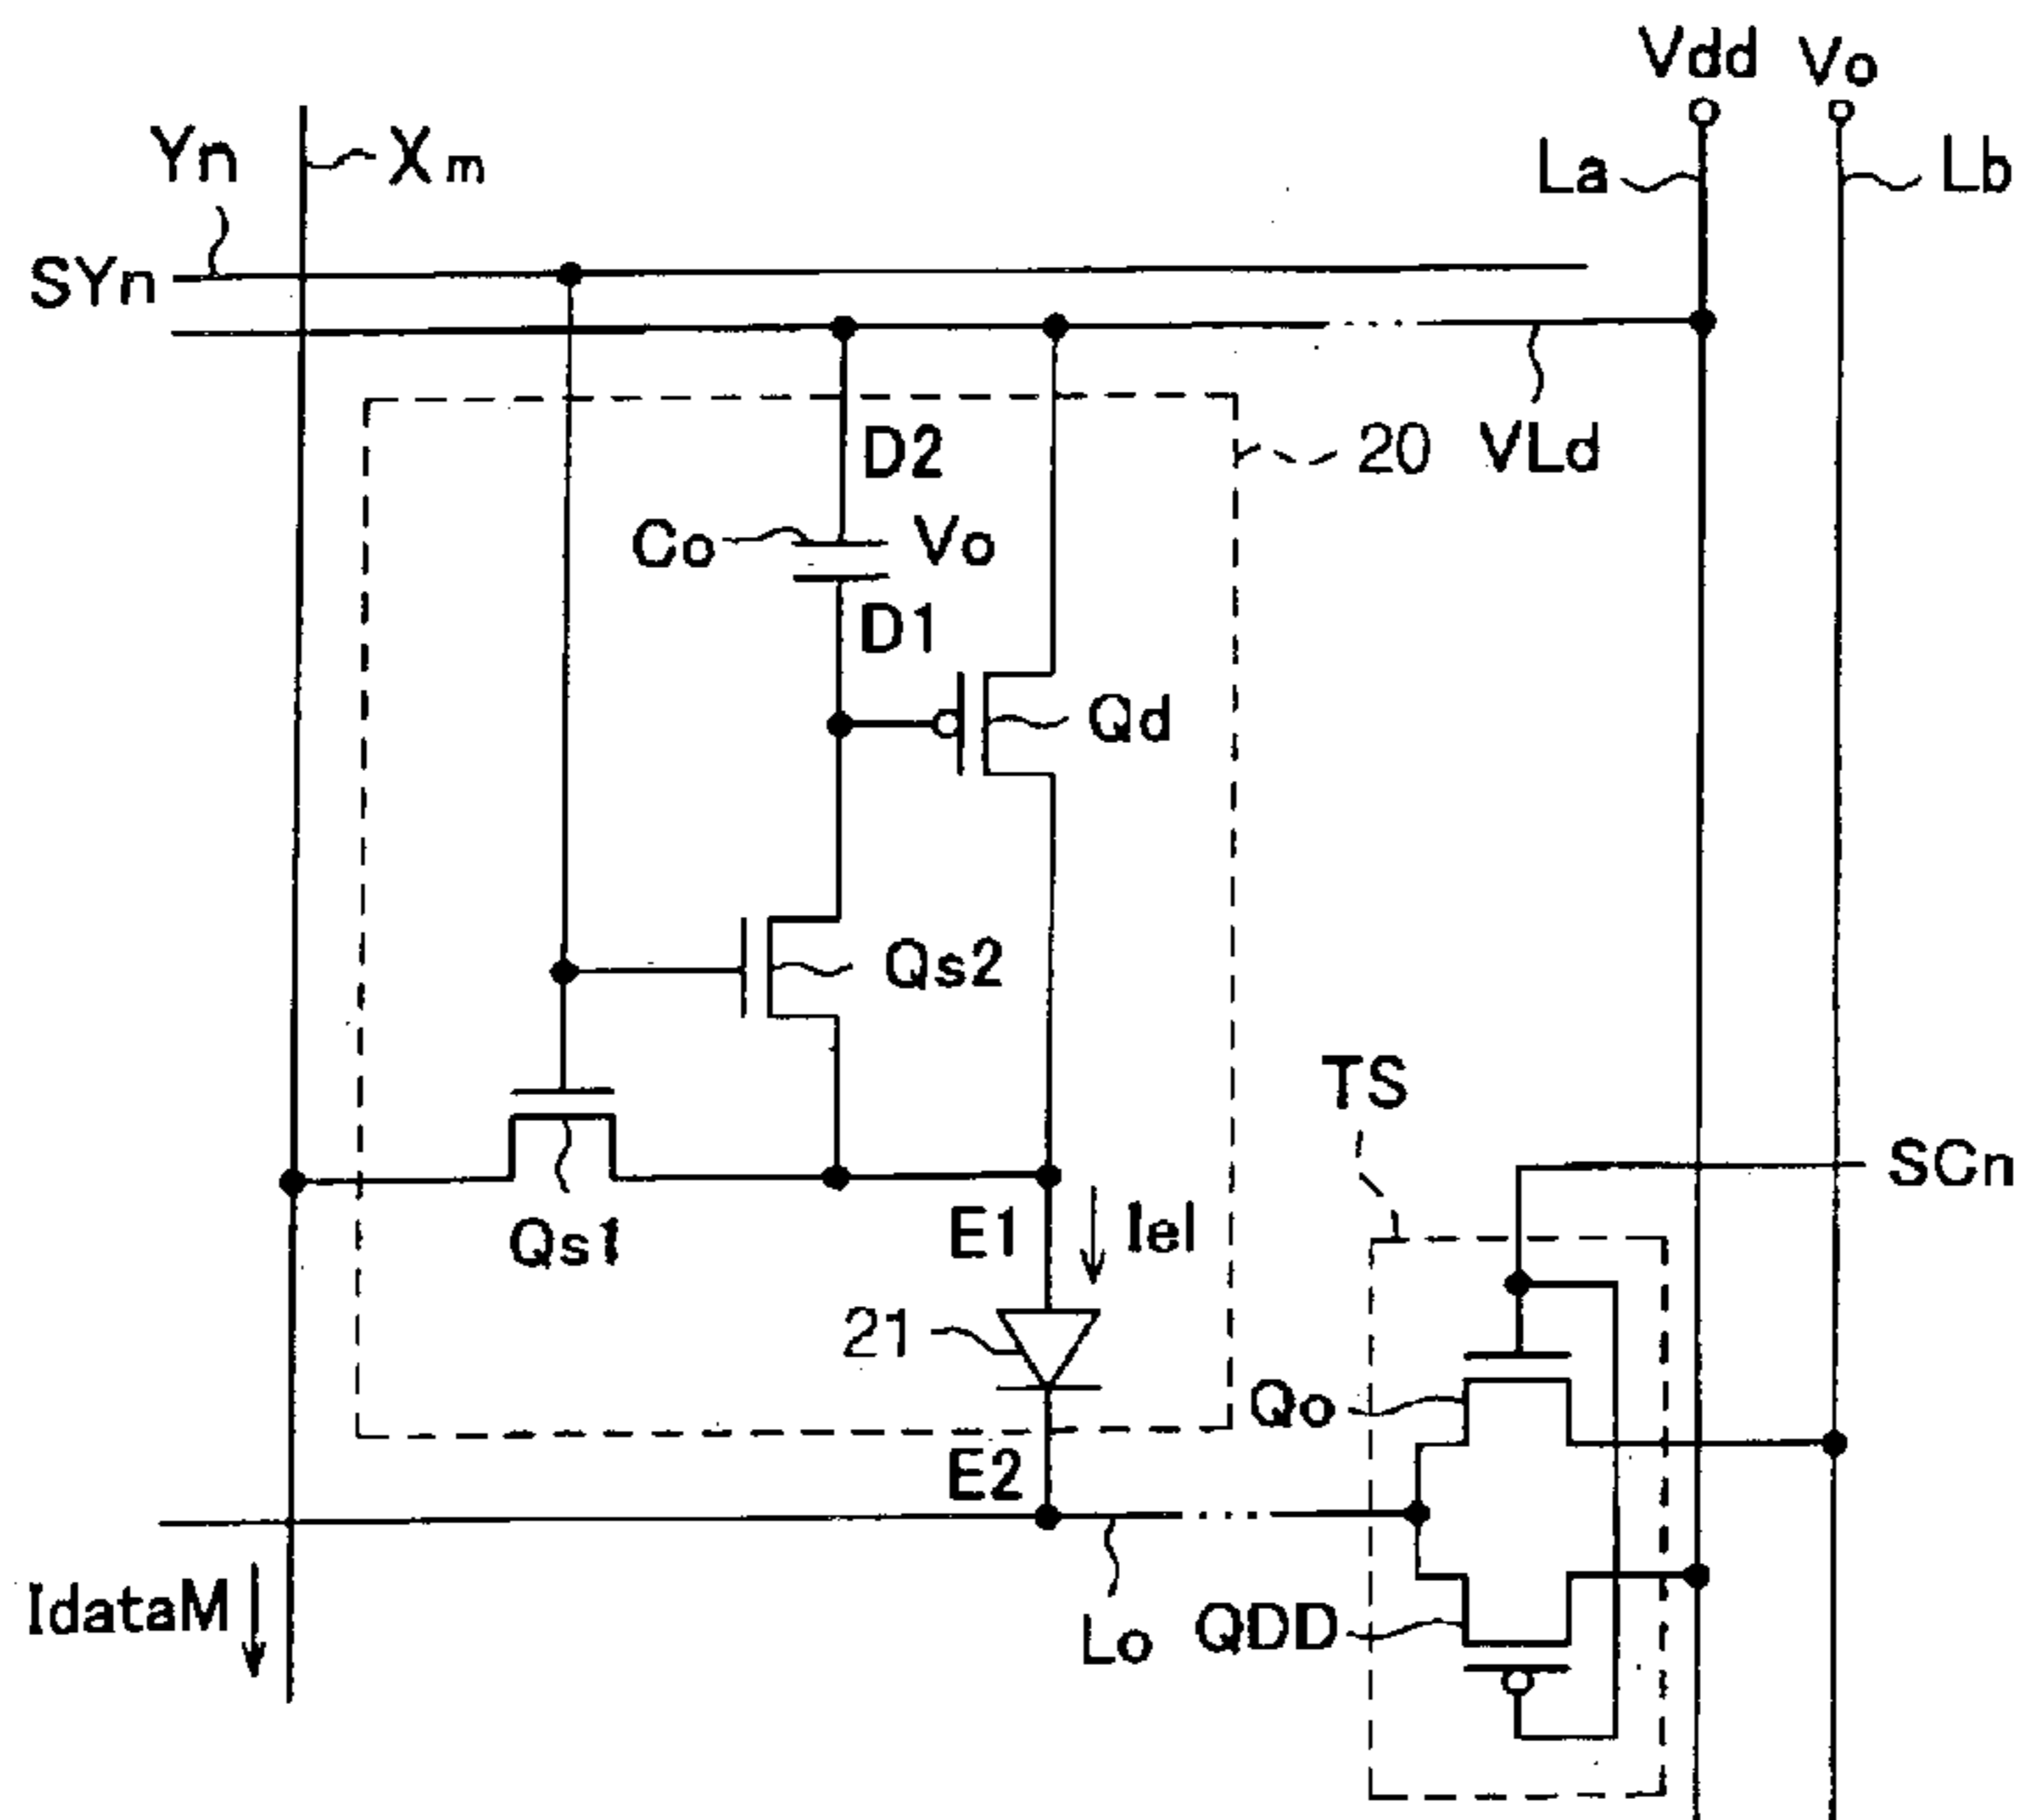 Vdd Vo
Yn Xm La Lb
SYn
D2 20 VLd
Co Vo
D1
Qd
Qs2
TS
SCn
E1 Iel
Qs1
21
Qo
E2
IdataM Lo QDD